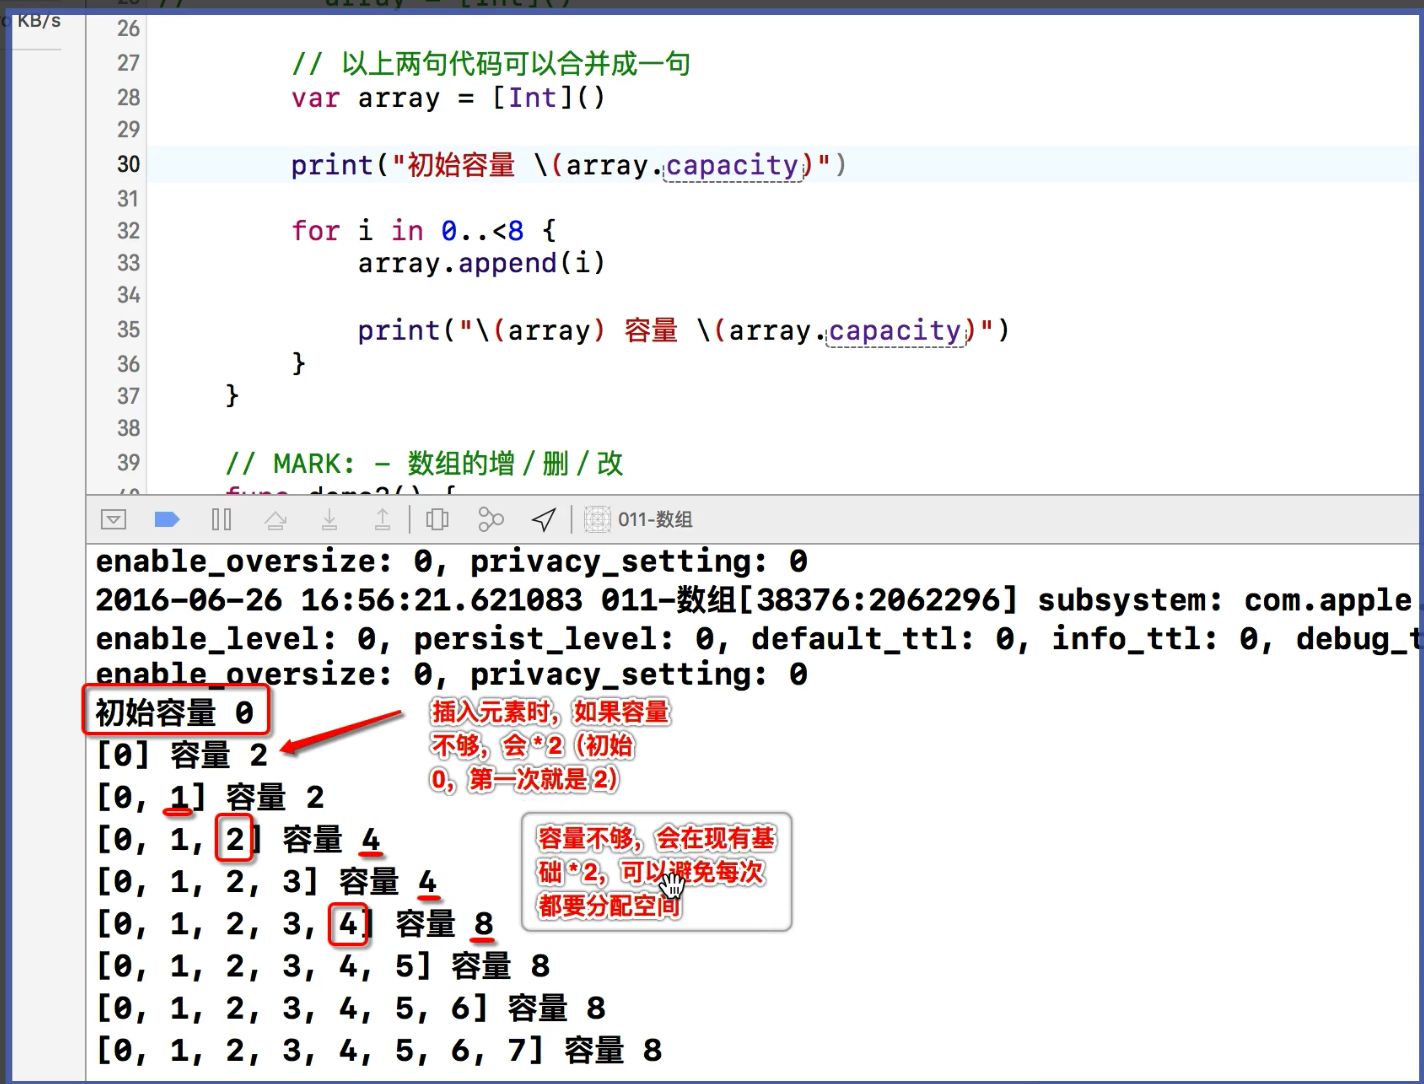 KB/s
array = [Int]()
26
27 // 以上两句代码可以合并成一句
28 var array = [Int]()
29
30 print("初始容量 \(array.capacity)")
31
32 for i in 0..<8 {
33 array.append(i)
34
35 print("\(array) 容量 \(array.capacity)")
36 }
37 }
38
39 // MARK: - 数组的增/删/改
011-数组
enable_oversize: 0, privacy_setting: 0
2016-06-26 16:56:21.621083 011-数组[38376:2062296] subsystem: com.apple.
enable_level: 0, persist_level: 0, default_ttl: 0, info_ttl: 0, debug_t
enable_oversize: 0, privacy_setting: 0
初始容量 0
[0] 容量 2
[0, 1] 容量 2
[0, 1, 2] 容量 4
[0, 1, 2, 3] 容量 4
[0, 1, 2, 3, 4] 容量 8
[0, 1, 2, 3, 4, 5] 容量 8
[0, 1, 2, 3, 4, 5, 6] 容量 8
[0, 1, 2, 3, 4, 5, 6, 7] 容量 8
插入元素时，如果容量
不够，会*2（初始
0，第一次就是2）
容量不够，会在现有基
础*2，可以避免每次
都要分配空间